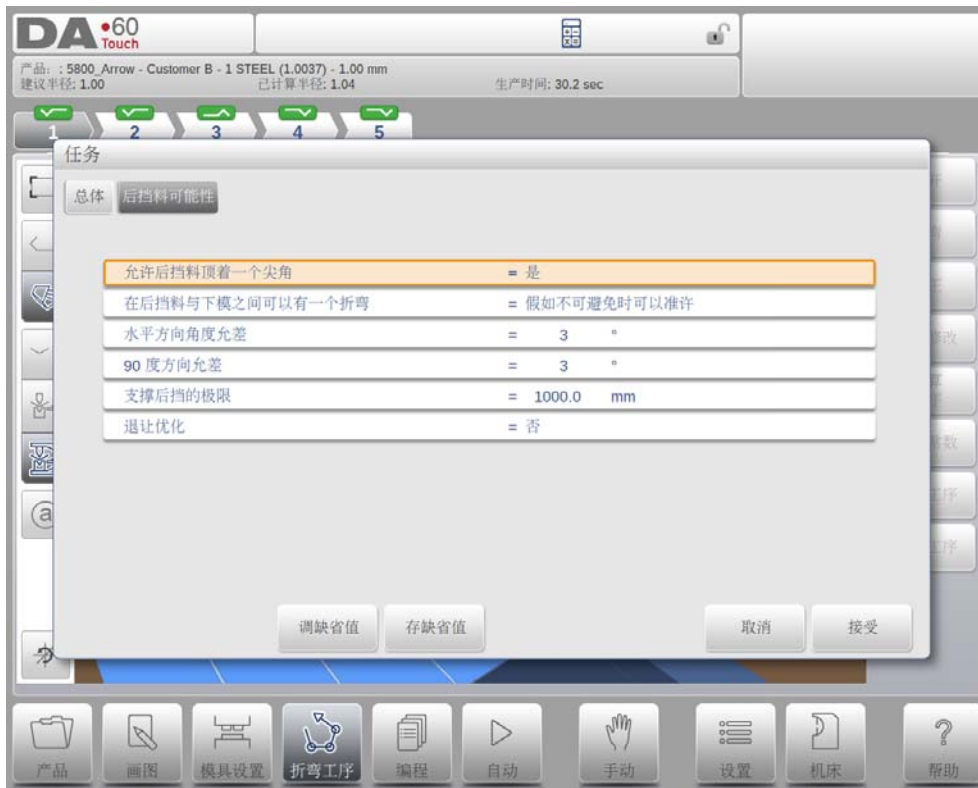 DA•60
Touch
产品: : 5800_Arrow - Customer B - 1 STEEL (1.0037) - 1.00 mm
建议半径: 1.00 已计算半径: 1.04 生产时间: 30.2 sec
1 2 3 4 5
任务
总体 后挡料可能性
允许后挡料顶着一个尖角 = 是
在后挡料与下模之间可以有一个折弯 = 假如不可避免时可以准许
水平方向角度允差 = 3 °
90 度方向允差 = 3 °
支撑后挡的极限 = 1000.0 mm
退让优化 = 否
修改
数
工序
工序
a
调缺省值 存缺省值 取消 接受
产品 画图 模具设置 折弯工序 编程 自动 手动 设置 机床 帮助